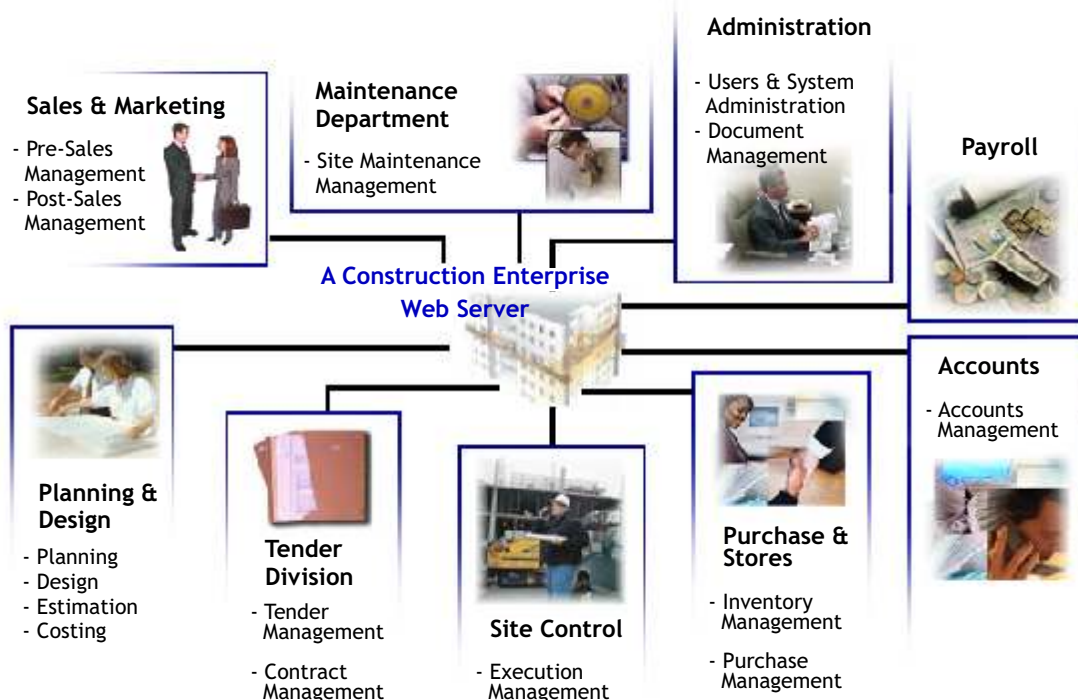 Administration
- Users & System
Administration
- Document
Management
Sales & Marketing
- Pre-Sales
Management
- Post-Sales
Management
Maintenance
Department
- Site Maintenance
Management
Payroll
A Construction Enterprise
Web Server
Accounts
- Accounts
Management
Planning &
Design
- Planning
- Design
- Estimation
- Costing
Tender
Division
- Tender
Management
- Contract
Management
Site Control
- Execution
Management
Purchase &
Stores
- Inventory
Management
- Purchase
Management